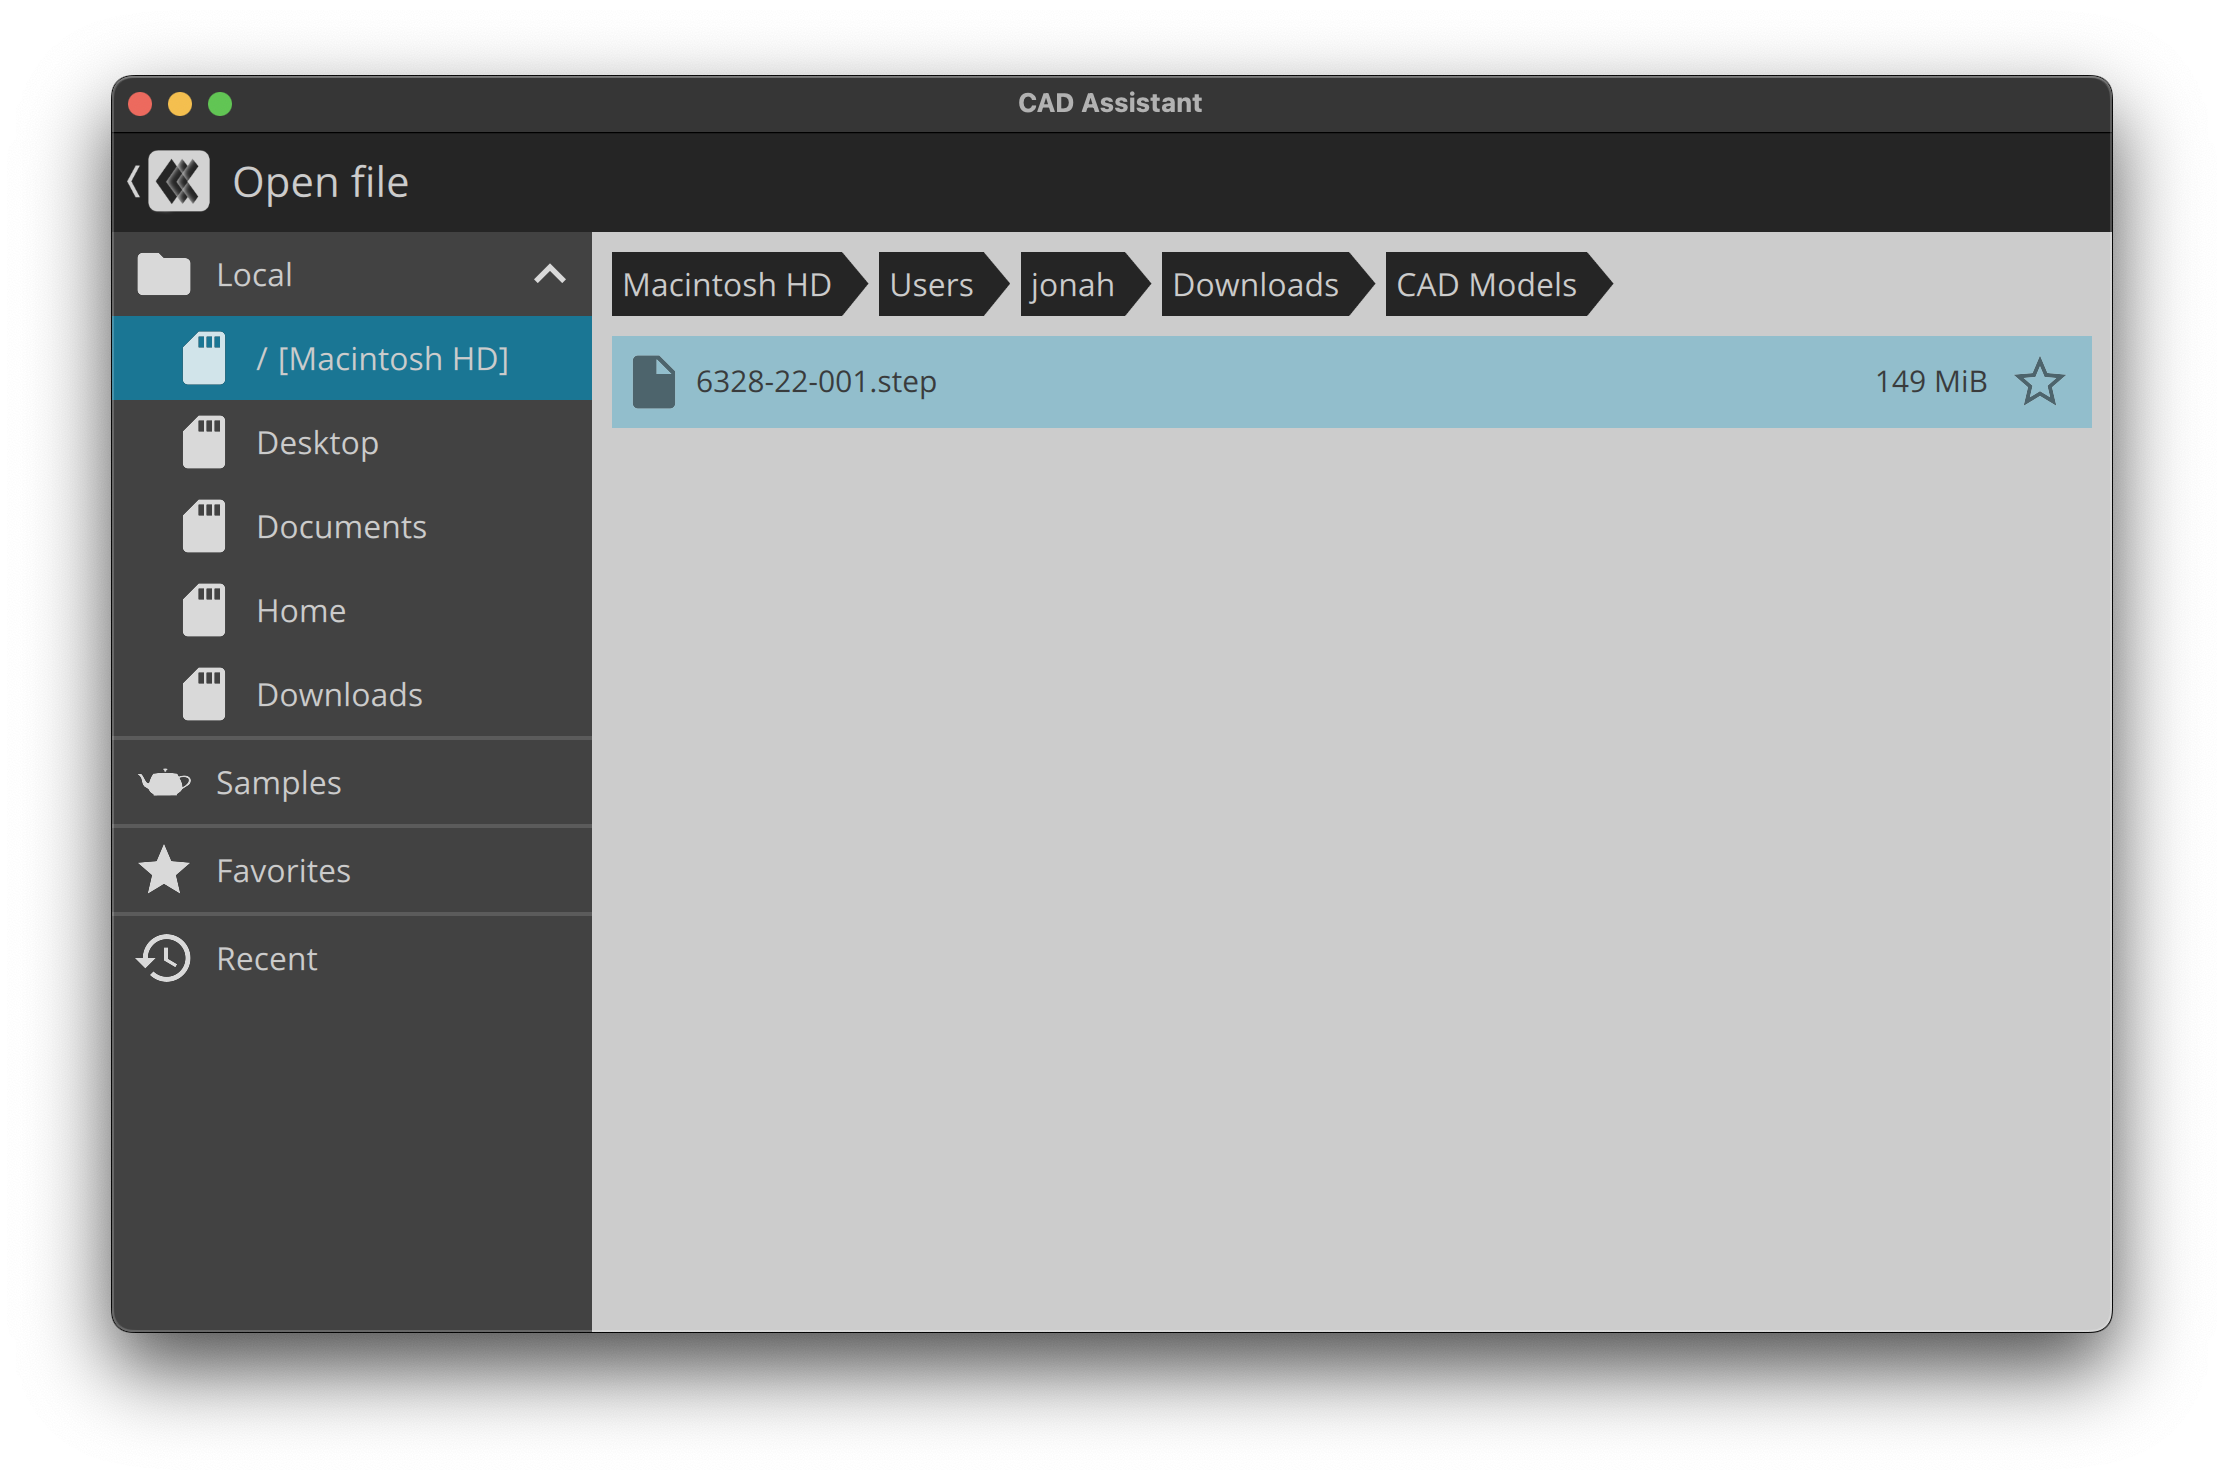 CAD Assistant
Open file
Local
/ [Macintosh HD]
Desktop
Documents
Home
Downloads
Samples
Favorites
Recent
Macintosh HD Users jonah Downloads CAD Models
6328-22-001.step 149 MiB